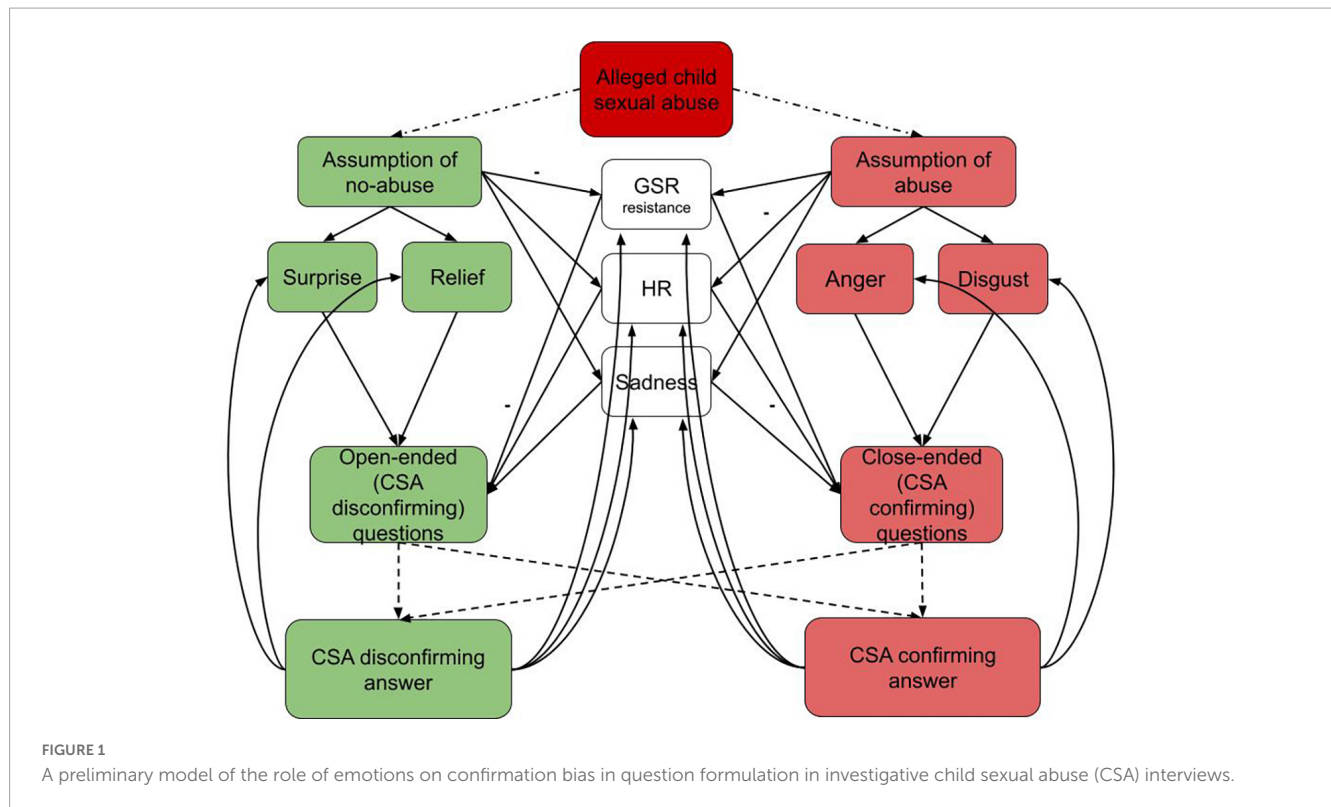 Alleged child
sexual abuse
Assumption of
no-abuse
-
GSR
resistance
-
Assumption of
abuse
Surprise
Relief
HR
Anger
Disgust
Sadness
-
-
Open-ended
(CSA
disconfirming)
questions
Close-ended
(CSA
confirming)
questions
CSA disconfirming
answer
CSA confirming
answer
FIGURE 1
A preliminary model of the role of emotions on confirmation bias in question formulation in investigative child sexual abuse (CSA) interviews.